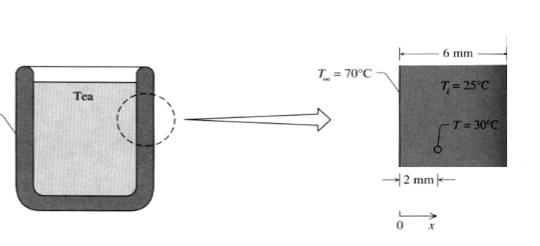 Tea
6 mm
T∞ = 70°C
Tᵢ = 25°C
T = 30°C
2 mm
0 x